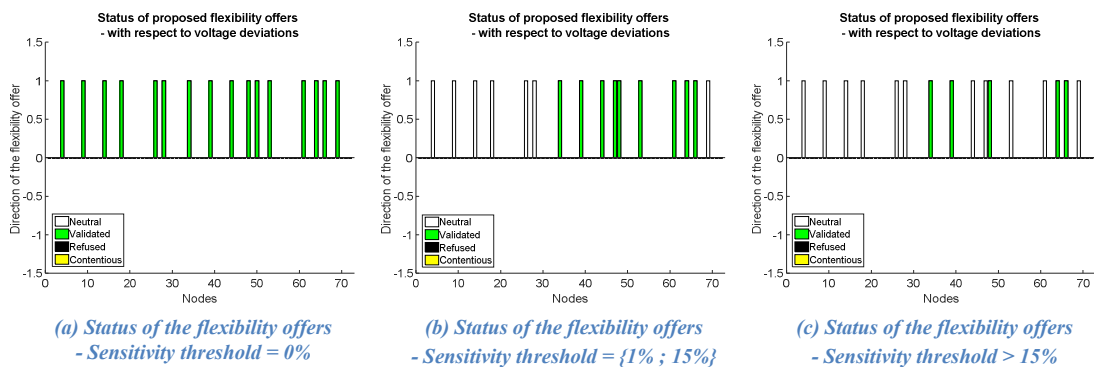 Status of proposed flexibility offers
- with respect to voltage deviations
Direction of the flexibility offer
1.5
1
0.5
0
-0.5
-1
-1.5
Neutral
Validated
Refused
Contentious
0 10 20 30 40 50 60 70
Nodes
(a) Status of the flexibility offers
- Sensitivity threshold = 0%
Status of proposed flexibility offers
- with respect to voltage deviations
Direction of the flexibility offer
1.5
1
0.5
0
-0.5
-1
-1.5
Neutral
Validated
Refused
Contentious
0 10 20 30 40 50 60 70
Nodes
(b) Status of the flexibility offers
- Sensitivity threshold = {1% ; 15%}
Status of proposed flexibility offers
- with respect to voltage deviations
Direction of the flexibility offer
1.5
1
0.5
0
-0.5
-1
-1.5
Neutral
Validated
Refused
Contentious
0 10 20 30 40 50 60 70
Nodes
(c) Status of the flexibility offers
- Sensitivity threshold > 15%